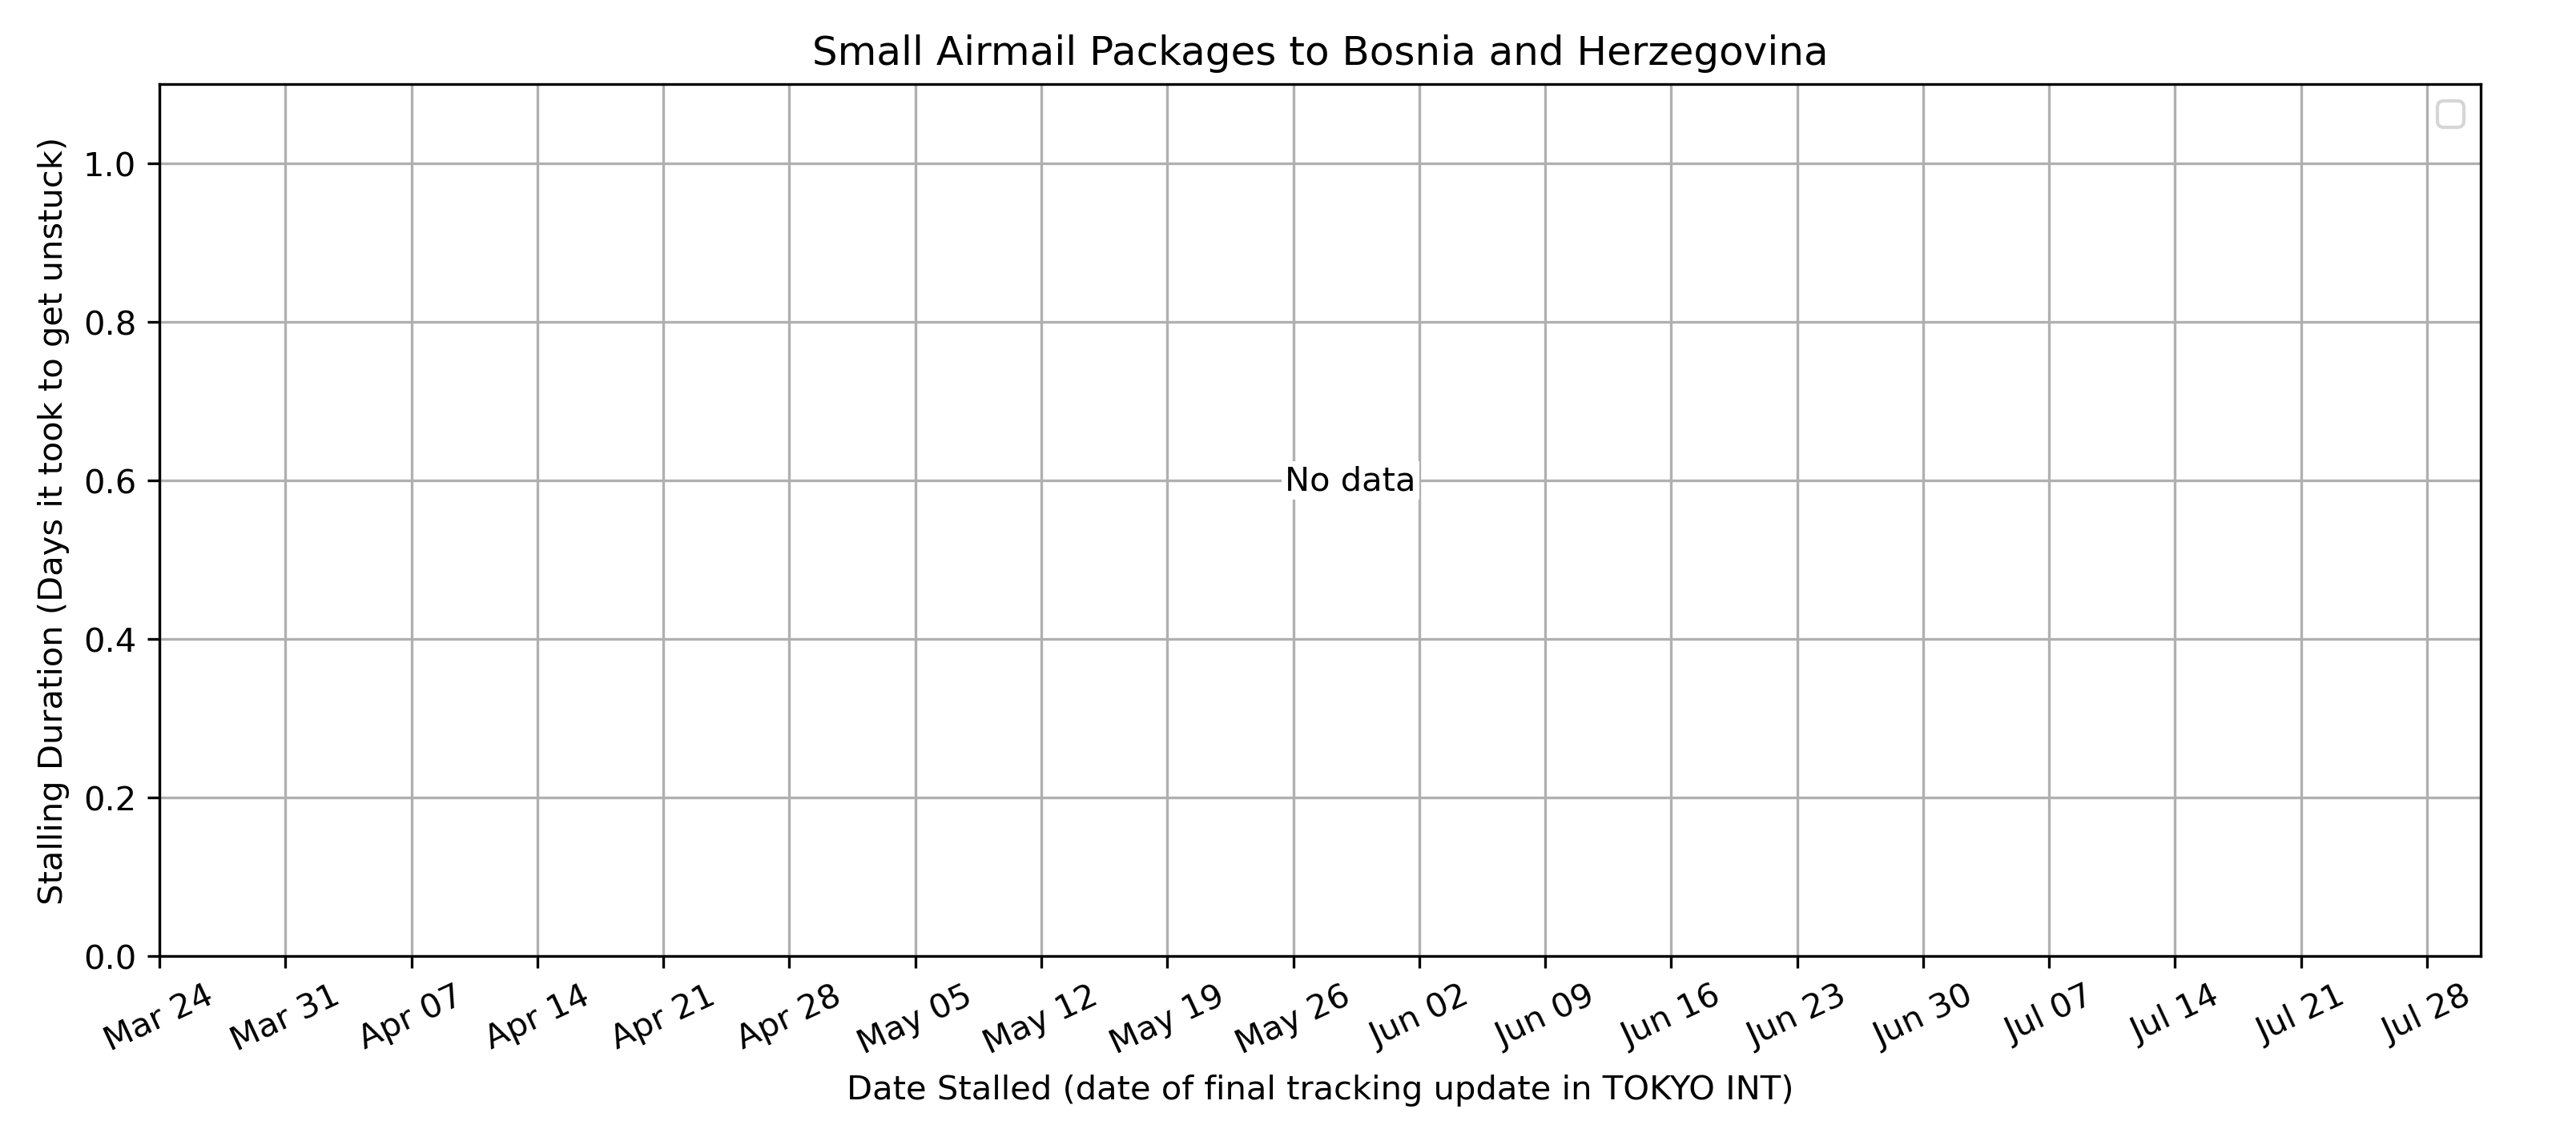 Small Airmail Packages to Bosnia and Herzegovina
Stalling Duration (Days it took to get unstuck)
1.0
0.8
0.6
0.4
0.2
0.0
No data
Mar 24
Mar 31
Apr 07
Apr 14
Apr 21
Apr 28
May 05
May 12
May 19
May 26
Jun 02
Jun 09
Jun 16
Jun 23
Jun 30
Jul 07
Jul 14
Jul 21
Jul 28
Date Stalled (date of final tracking update in TOKYO INT)